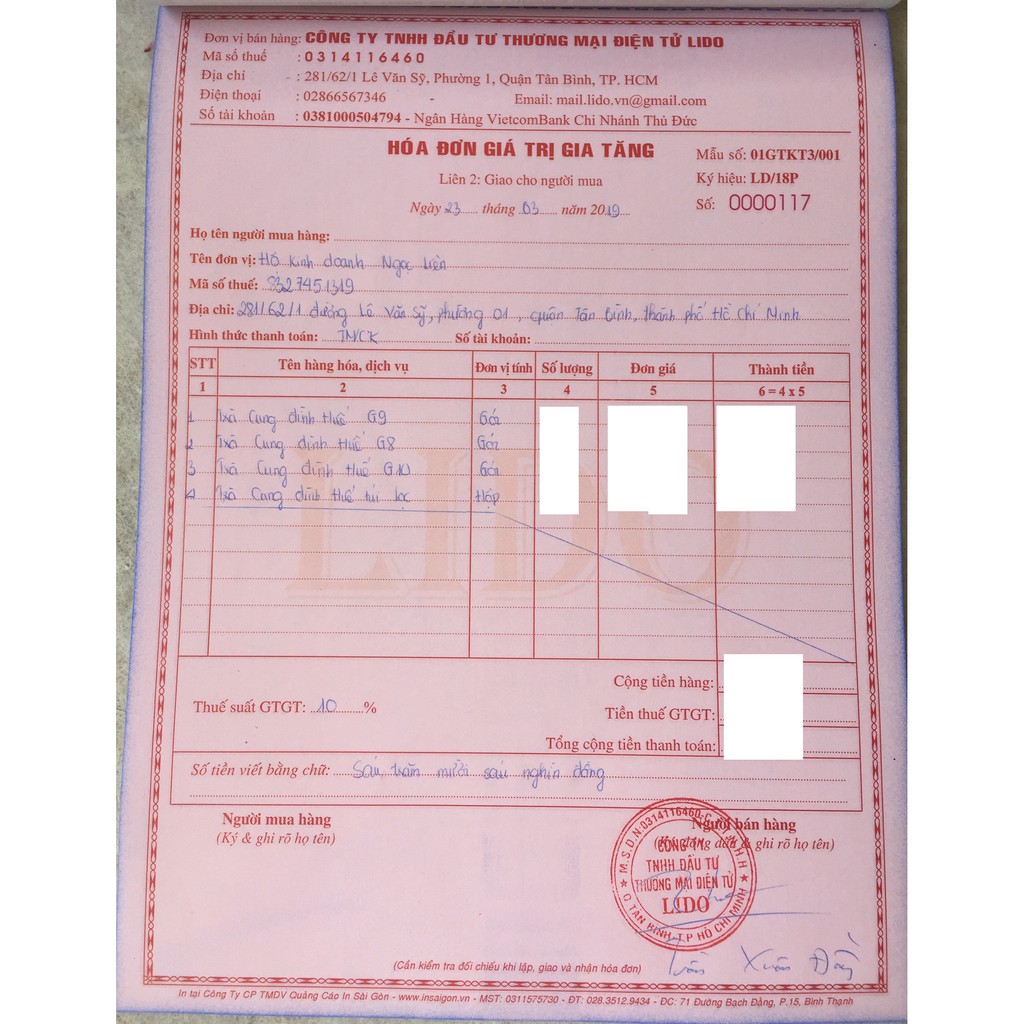 Đơn vị bán hàng: CÔNG TY TNHH ĐẦU TƯ THƯƠNG MẠI ĐIỆN TỬ LIDO
Mã số thuế : 0314116460
Địa chỉ : 281/62/1 Lê Văn Sỹ, Phường 1, Quận Tân Bình, TP. HCM
Điện thoại : 02866567346 - Email: mail.lido.vn@gmail.com
Số tài khoản : 0381000504794 - Ngân Hàng VietcomBank Chi Nhánh Thủ Đức
HÓA ĐƠN GIÁ TRỊ GIA TĂNG
Mẫu số: 01GTKT3/001
Liên 2: Giao cho người mua
Ký hiệu: LD/18P
Ngày 23 tháng 03 năm 2019
Số: 0000117
Họ tên người mua hàng:
Tên đơn vị: Hộ kinh doanh Ngọc Liên
Mã số thuế: 8327451319
Địa chỉ: 281/62/1 đường Lê Văn Sỹ, phường 01, quận Tân Bình, thành phố Hồ Chí Minh
Hình thức thanh toán: TM/CK Số tài khoản:
STT Tên hàng hóa, dịch vụ Đơn vị tính Số lượng Đơn giá Thành tiền
1 2 3 4 5 6 = 4 x 5
1 Trà Cung đình Huế G9 Gói
2 Trà Cung đình Huế G8 Gói
3 Trà Cung đình Huế G10 Gói
4 Trà Cung đình Huế túi lọc Hộp
LIDO
Cộng tiền hàng:
Thuế suất GTGT: 10 % Tiền thuế GTGT:
Tổng cộng tiền thanh toán:
Số tiền viết bằng chữ: Sáu trăm mười sáu nghìn đồng
Người mua hàng
(Ký & ghi rõ họ tên)
Người bán hàng
(Ký, đóng dấu & ghi rõ họ tên)
M.S.D.N:0314116460-C.T.T.N.H.H
CÔNG TY
TNHH ĐẦU TƯ
THƯƠNG MẠI ĐIỆN TỬ
LIDO
Q TÂN BÌNH-T.P HỒ CHÍ MINH
Xuân
(Cần kiểm tra đối chiếu khi lập, giao và nhận hóa đơn)
In tại Công Ty CP TMDV Quảng Cáo In Sài Gòn - www.insaigon.vn - MST: 0311575730 - ĐT: 028.3512.9434 - ĐC: 71 Đường Bạch Đằng, P.15, Bình Thạnh